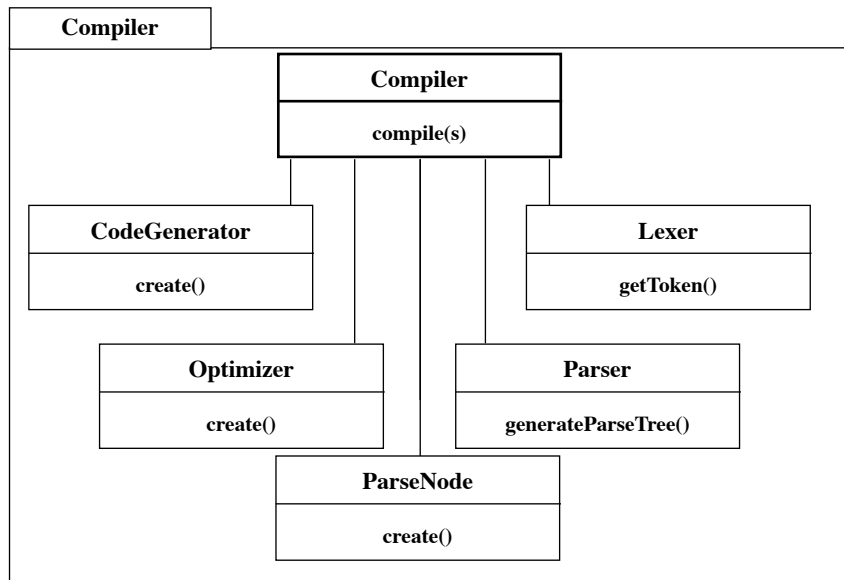 Compiler
Compiler
compile(s)
CodeGenerator
create()
Lexer
getToken()
Optimizer
create()
Parser
generateParseTree()
ParseNode
create()